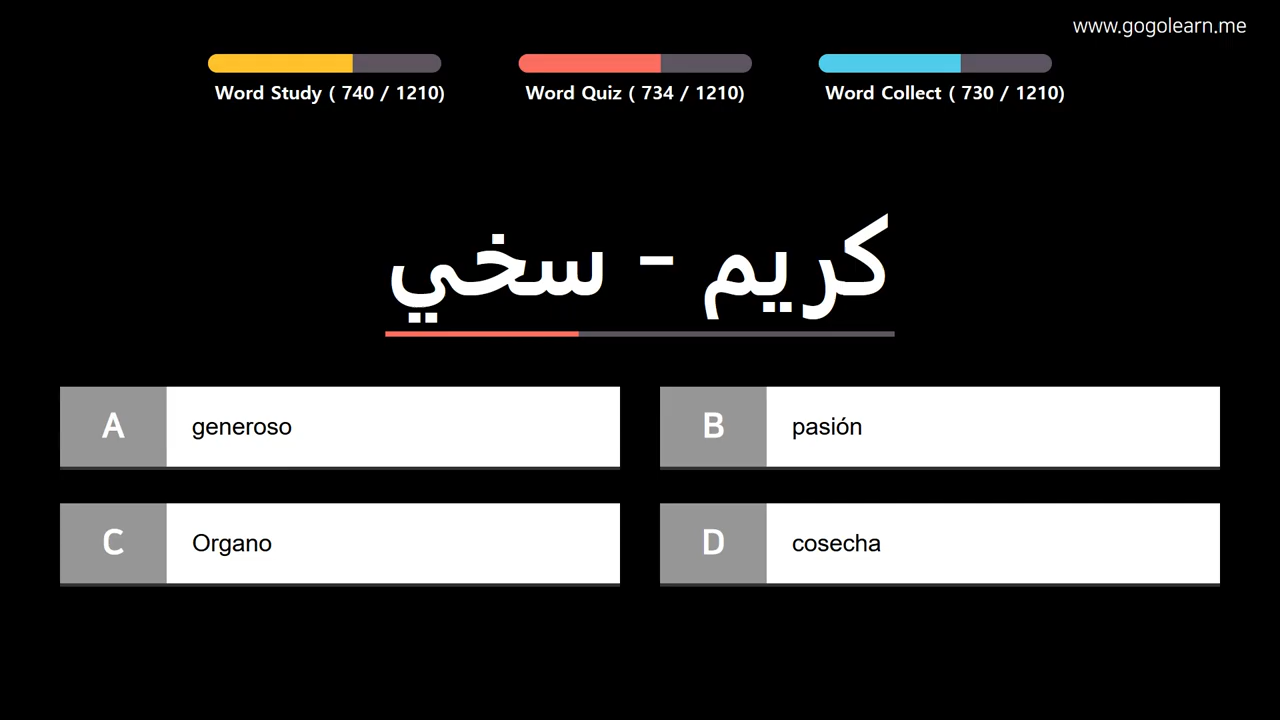 www.gogolearn.me
Word Study ( 740 / 1210)
Word Quiz ( 734 / 1210)
Word Collect ( 730 / 1210)
كريم - سخي
A generoso
B pasión
C Organo
D cosecha